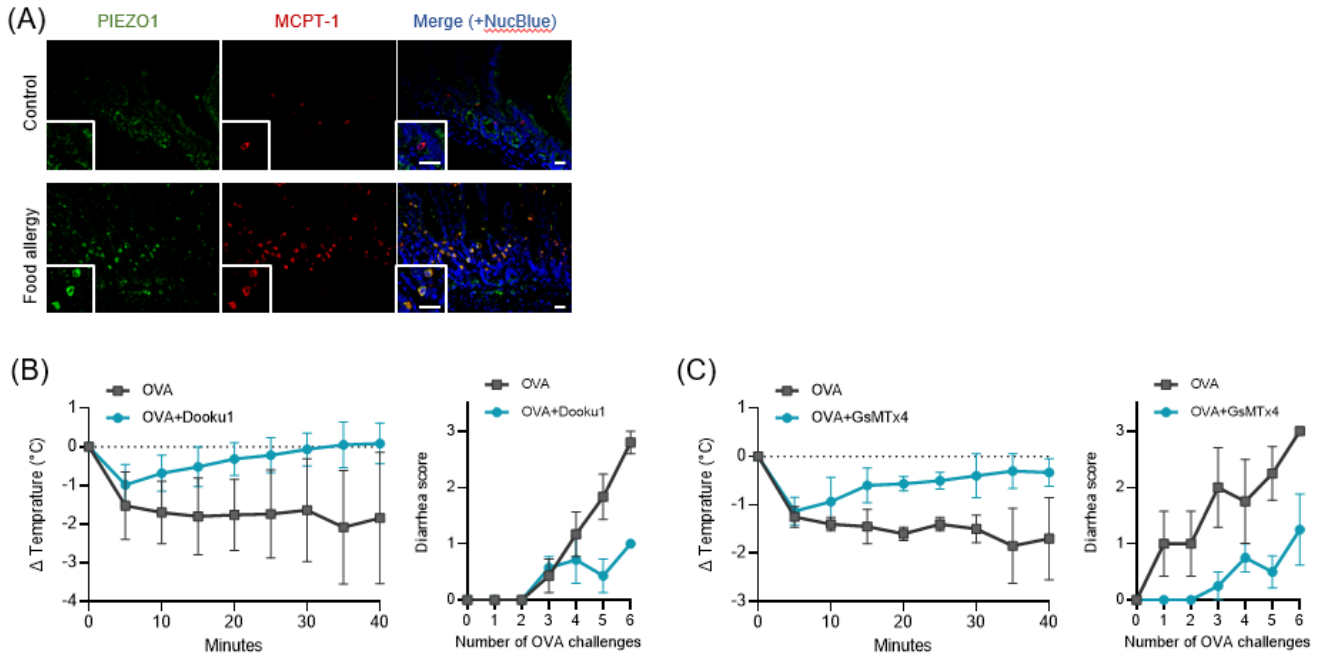 (A)
PIEZO1
MCPT-1
Merge (+NucBlue)
Control
Food allergy
(B)
OVA
OVA+Dooku1
Δ Temprature (°C)
1
0
-1
-2
-3
-4
0 10 20 30 40
Minutes
OVA
OVA+Dooku1
Diarrhea score
3
2
1
0
0 1 2 3 4 5 6
Number of OVA challenges
(C)
OVA
OVA+GsMTx4
Δ Temprature (°C)
1
0
-1
-2
-3
0 10 20 30 40
Minutes
OVA
OVA+GsMTx4
Diarrhea score
3
2
1
0
0 1 2 3 4 5 6
Number of OVA challenges